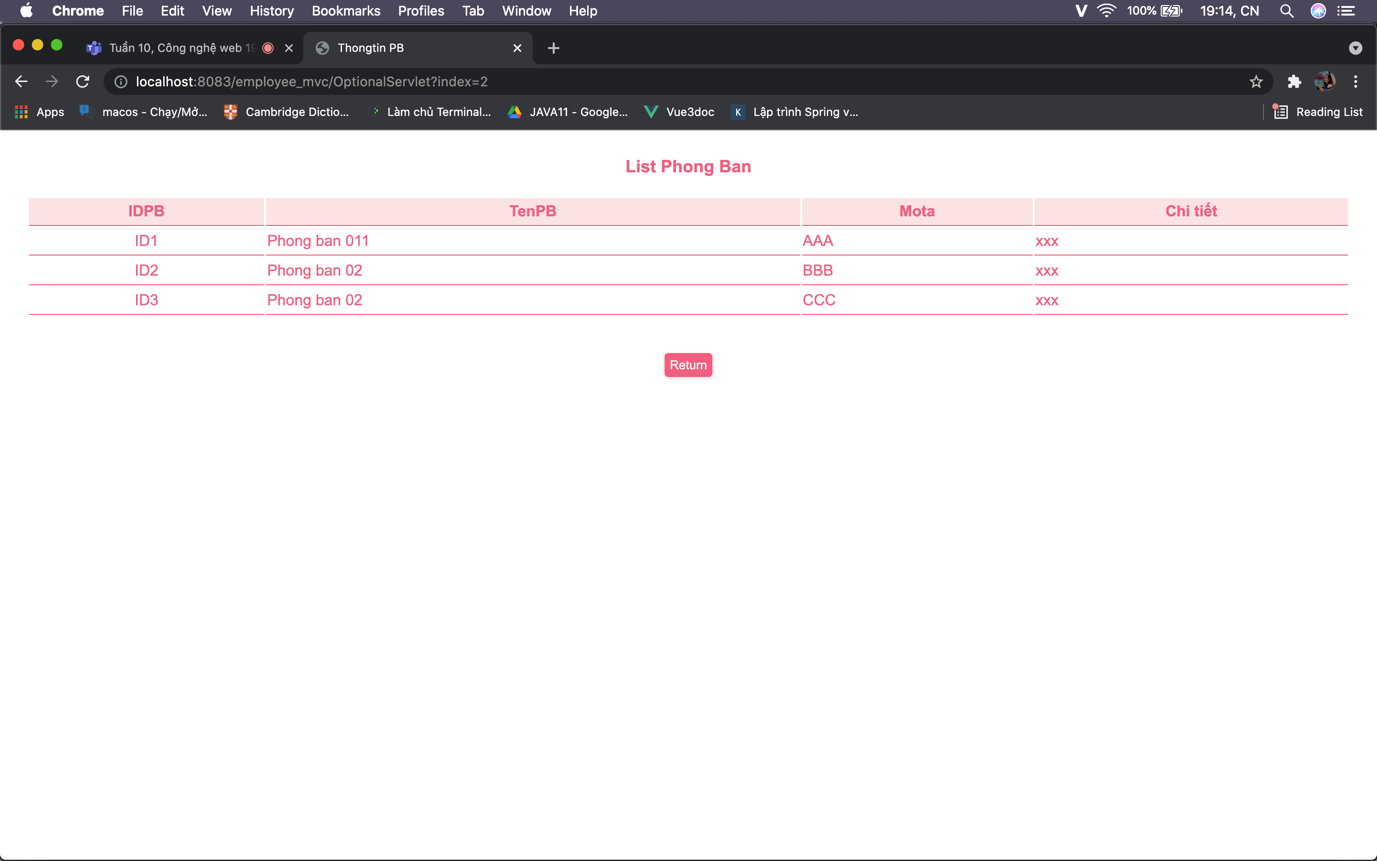 Chrome File Edit View History Bookmarks Profiles Tab Window Help V 100% 19:14, CN
Tuần 10, Công nghệ web Thongtin PB
localhost:8083/employee_mvc/OptionalServlet?index=2
Apps macos - Chạy/Mở... Cambridge Dictio... Làm chủ Terminal... JAVA11 - Google... Vue3doc K Lập trình Spring v... Reading List
List Phong Ban
IDPB TenPB Mota Chi tiết
ID1 Phong ban 011 AAA xxx
ID2 Phong ban 02 BBB xxx
ID3 Phong ban 02 CCC xxx
Return